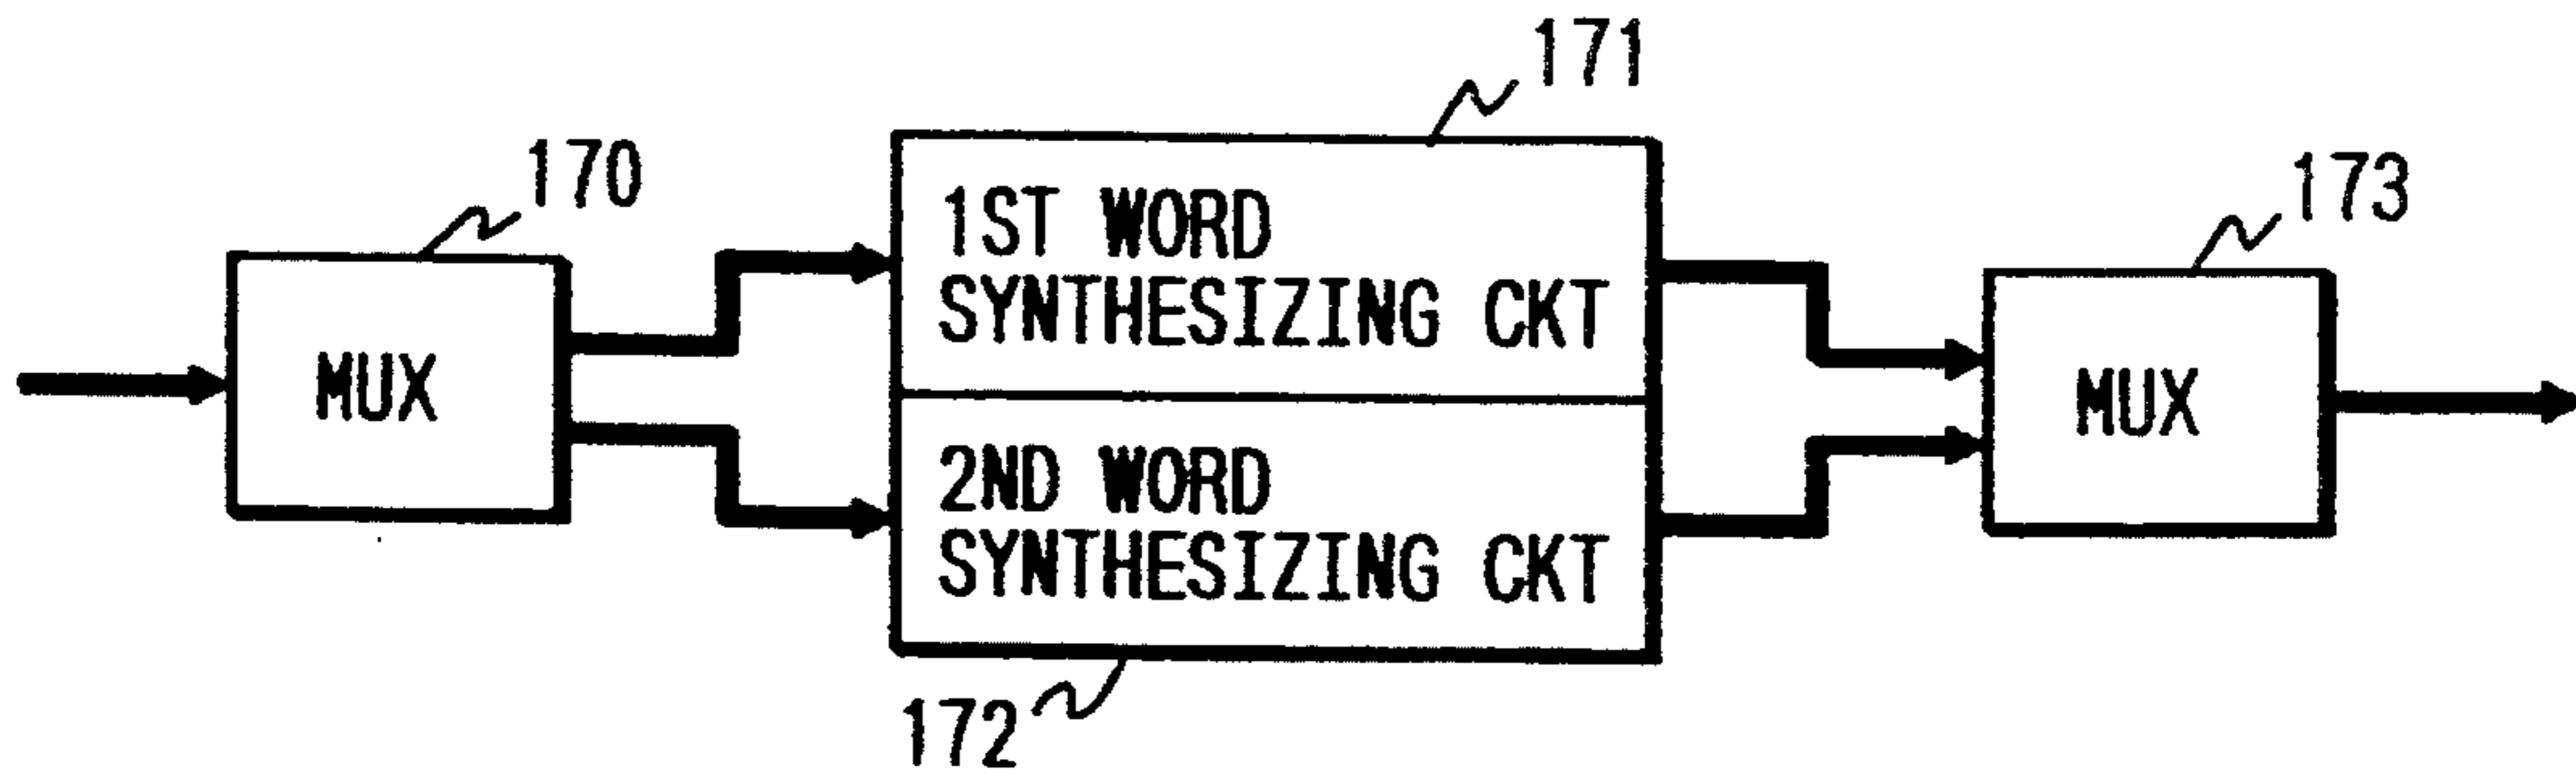 170
MUX
171
1ST WORD
SYNTHESIZING CKT
2ND WORD
SYNTHESIZING CKT
172
173
MUX